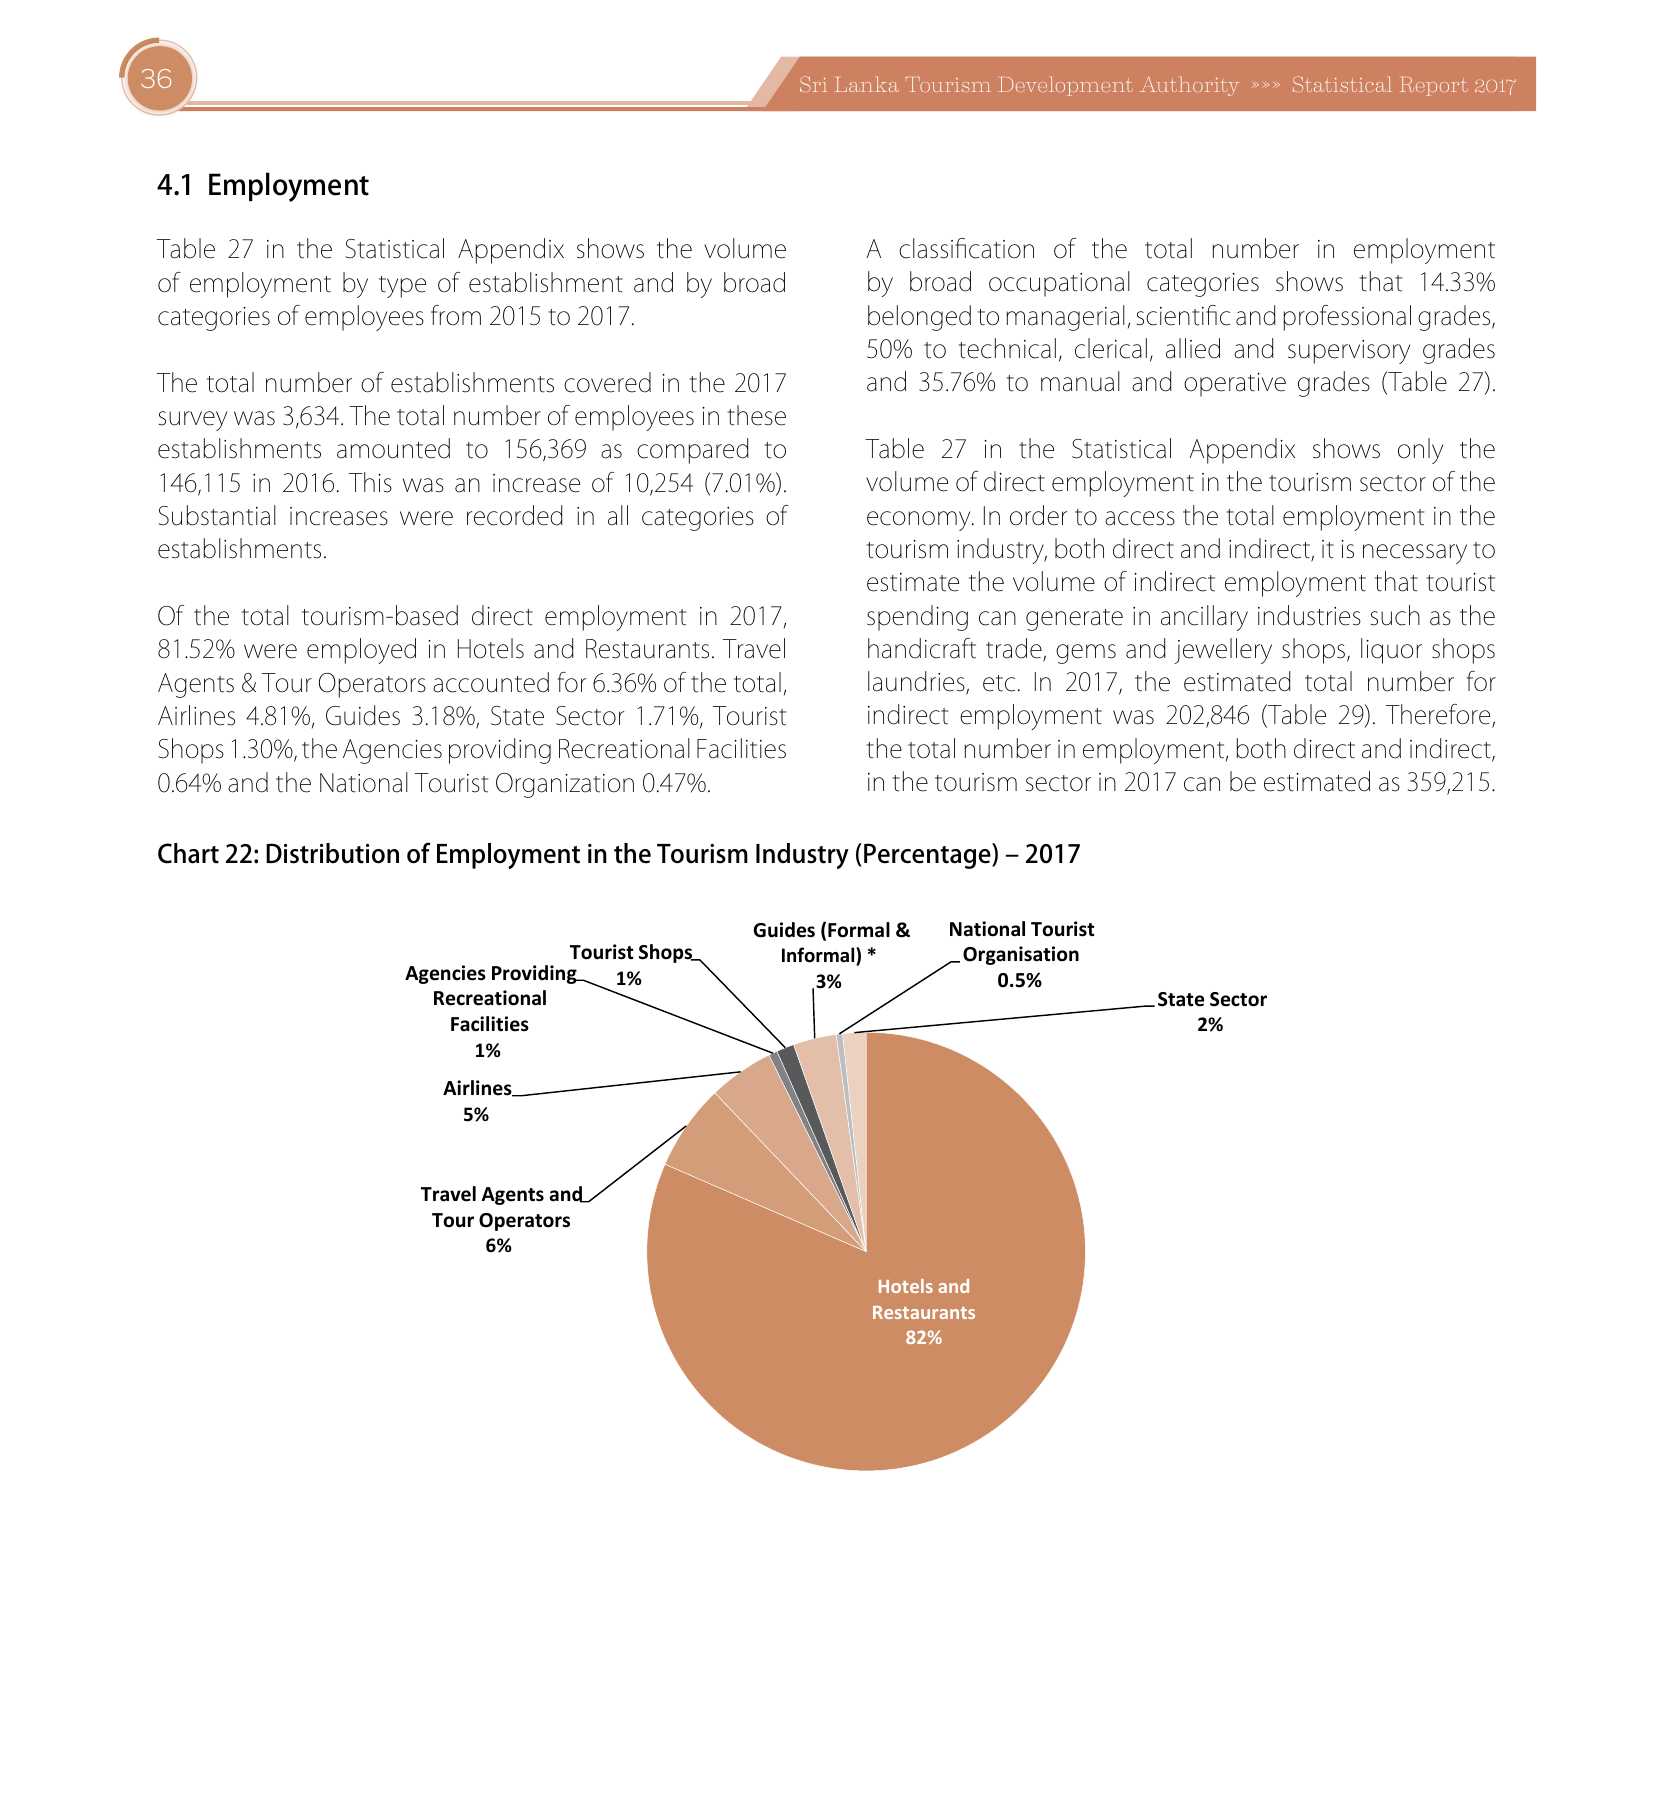 36
Sri Lanka Tourism Development Authority »»» Statistical Report 2017
4.1 Employment
Table 27 in the Statistical Appendix shows the volume
of employment by type of establishment and by broad
categories of employees from 2015 to 2017.
The total number of establishments covered in the 2017
survey was 3,634. The total number of employees in these
establishments amounted to 156,369 as compared to
146,115 in 2016. This was an increase of 10,254 (7.01%).
Substantial increases were recorded in all categories of
establishments.
Of the total tourism-based direct employment in 2017,
81.52% were employed in Hotels and Restaurants. Travel
Agents & Tour Operators accounted for 6.36% of the total,
Airlines 4.81%, Guides 3.18%, State Sector 1.71%, Tourist
Shops 1.30%, the Agencies providing Recreational Facilities
0.64% and the National Tourist Organization 0.47%.
A classification of the total number in employment
by broad occupational categories shows that 14.33%
belonged to managerial, scientific and professional grades,
50% to technical, clerical, allied and supervisory grades
and 35.76% to manual and operative grades (Table 27).
Table 27 in the Statistical Appendix shows only the
volume of direct employment in the tourism sector of the
economy. In order to access the total employment in the
tourism industry, both direct and indirect, it is necessary to
estimate the volume of indirect employment that tourist
spending can generate in ancillary industries such as the
handicraft trade, gems and jewellery shops, liquor shops
laundries, etc. In 2017, the estimated total number for
indirect employment was 202,846 (Table 29). Therefore,
the total number in employment, both direct and indirect,
in the tourism sector in 2017 can be estimated as 359,215.
Chart 22: Distribution of Employment in the Tourism Industry (Percentage) – 2017
Agencies Providing
Recreational
Facilities
1%
Tourist Shops
1%
Guides (Formal &
Informal) *
3%
National Tourist
Organisation
0.5%
State Sector
2%
Airlines
5%
Travel Agents and
Tour Operators
6%
Hotels and
Restaurants
82%